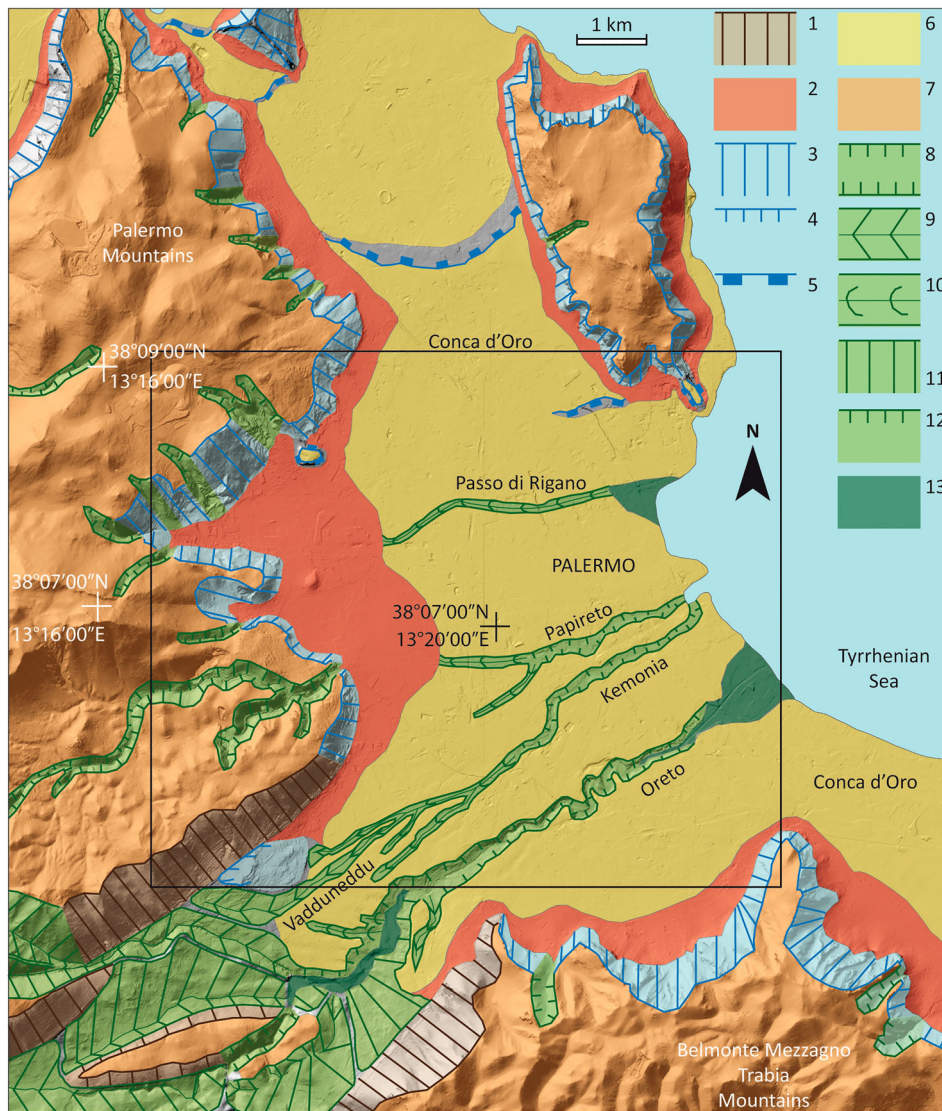 1 km
1
2
3
4
5
6
7
8
9
10
11
12
13
Palermo
Mountains
Conca d’Oro
38°09’00”N
13°16’00”E
N
Passo di Rigano
PALERMO
38°07’00”N
13°16’00”E
38°07’00”N
13°20’00”E
Papireto
Kemonia
Tyrrhenian
Sea
Oreto
Conca d’Oro
Vadduneddu
Belmonte Mezzagno
Trabia
Mountains